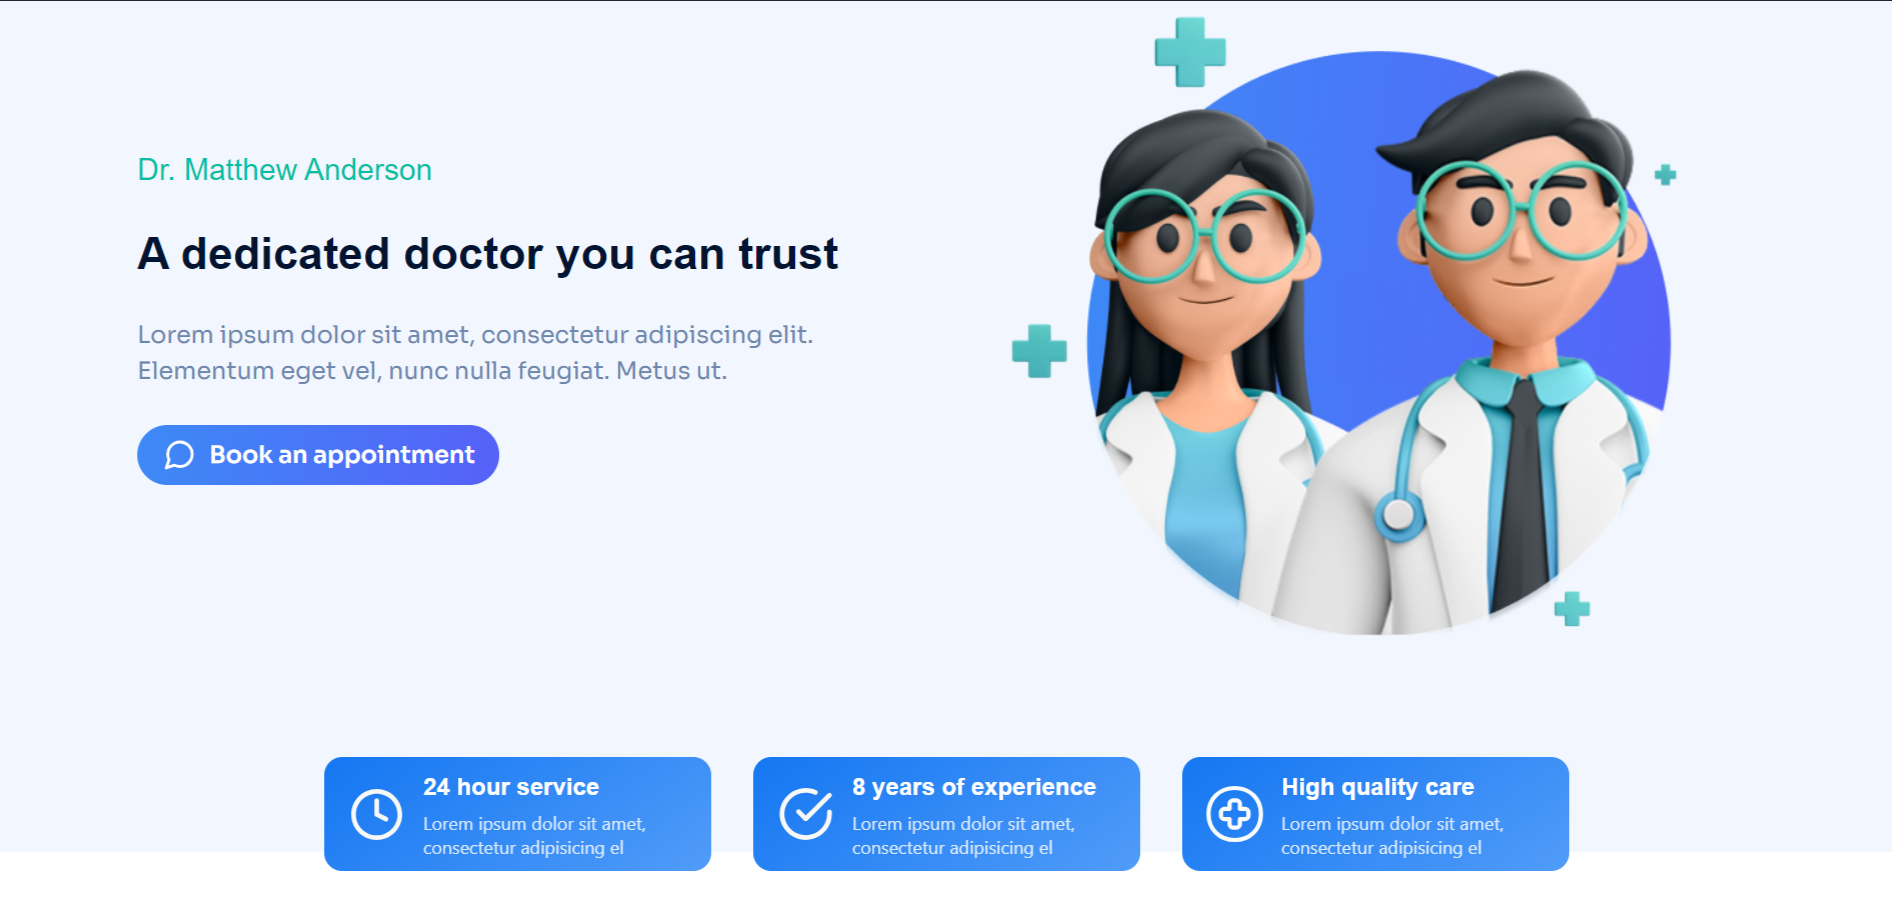 Dr. Matthew Anderson
A dedicated doctor you can trust
Lorem ipsum dolor sit amet, consectetur adipiscing elit.
Elementum eget vel, nunc nulla feugiat. Metus ut.
Book an appointment
24 hour service
Lorem ipsum dolor sit amet,
consectetur adipisicing el
8 years of experience
Lorem ipsum dolor sit amet,
consectetur adipisicing el
High quality care
Lorem ipsum dolor sit amet,
consectetur adipisicing el